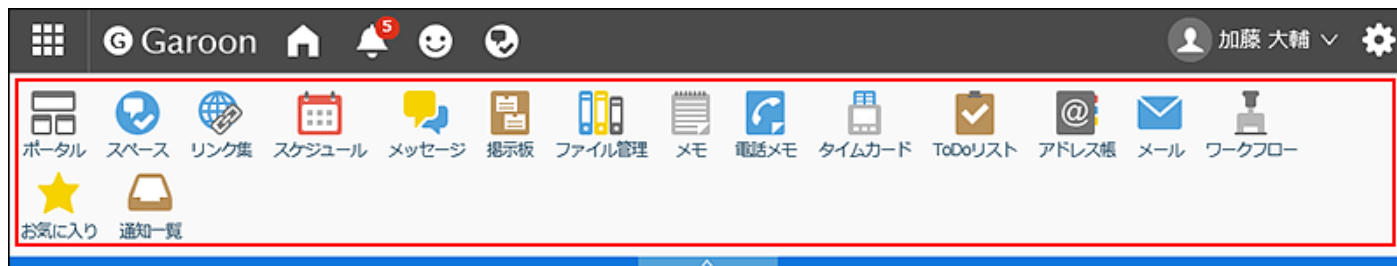 G Garoon 5 加藤 大輔
ポータル スペース リンク集 スケジュール メッセージ 掲示板 ファイル管理 メモ 電話メモ タイムカード ToDoリスト アドレス帳 メール ワークフロー
お気に入り 通知一覧